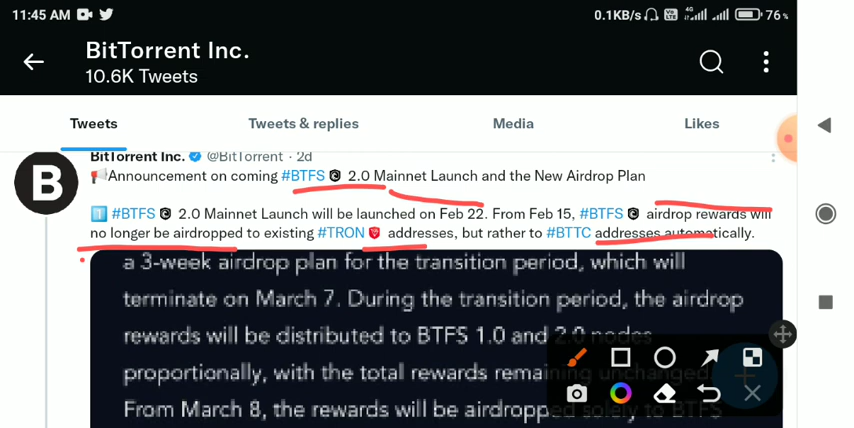 11:45 AM 0.1KB/s 4G 76%
BitTorrent Inc.
10.6K Tweets
Tweets Tweets & replies Media Likes
BitTorrent Inc. @BitTorrent · 2d
Announcement on coming #BTFS 2.0 Mainnet Launch and the New Airdrop Plan
1 #BTFS 2.0 Mainnet Launch will be launched on Feb 22. From Feb 15, #BTFS airdrop rewards will
no longer be airdropped to existing #TRON addresses, but rather to #BTTC addresses automatically.
B
a 3-week airdrop plan for the transition period, which will
terminate on March 7. During the transition period, the airdrop
rewards will be distributed to BTFS 1.0 and 2.0 nodes
proportionally, with the total rewards remaining unchanged.
From March 8, the rewards will be airdropped solely to BTFS